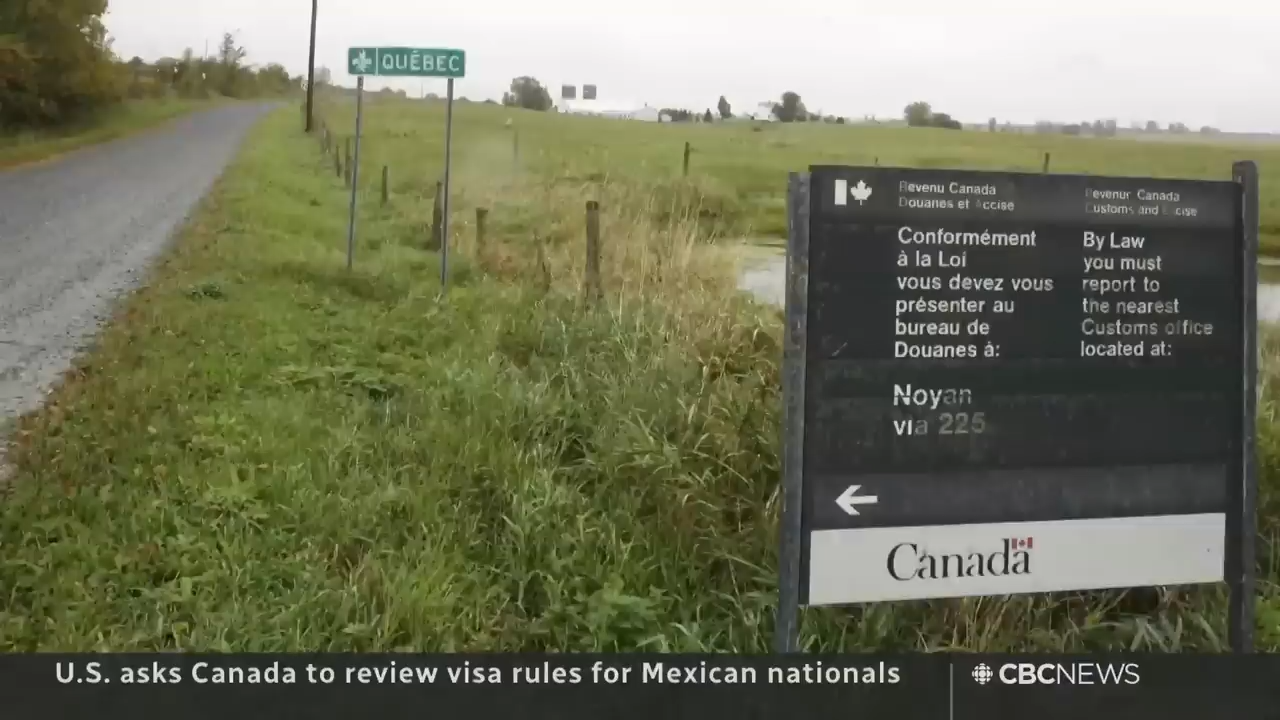 QUÉBEC
Revenu Canada
Douanes et Accise
Revenur Canada
Customs and Excise
Conformément
à la Loi
vous devez vous
présenter au
bureau de
Douanes à:
By Law
you must
report to
the nearest
Customs office
located at:
Noyan
via 225
Canada
U.S. asks Canada to review visa rules for Mexican nationals
CBCNEWS